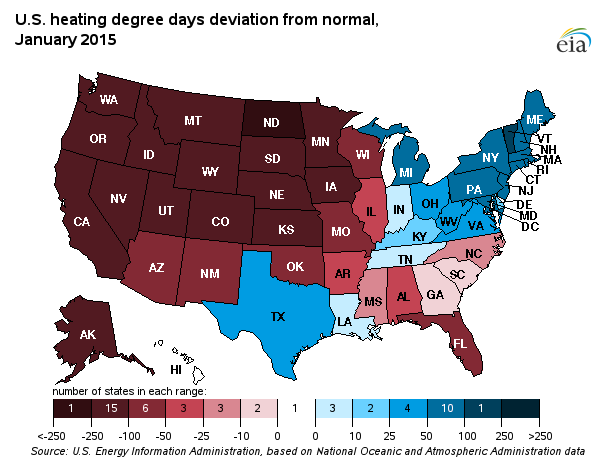 U.S. heating degree days deviation from normal,
January 2015
eia
WA
MT
ND
MN
ME
OR
ID
SD
WI
MI
NY
VT
NH
MA
RI
CT
WY
IA
PA
NJ
NV
NE
IL
IN
OH
DE
MD
DC
CA
UT
CO
KS
MO
WV
VA
KY
AZ
NM
OK
AR
TN
NC
SC
TX
LA
MS
AL
GA
AK
HI
FL
number of states in each range:
1 15 6 3 3 2 1 3 2 4 10 1
<-250 -250 -100 -50 -25 -10 0 0 10 25 50 100 250 >250
Source: U.S. Energy Information Administration, based on National Oceanic and Atmospheric Administration data